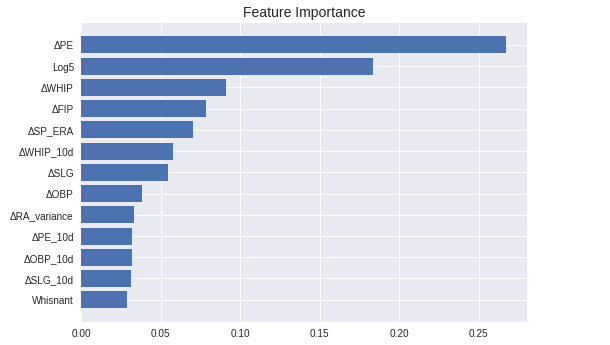 Feature Importance
ΔPE
Log5
ΔWHIP
ΔFIP
ΔSP_ERA
ΔWHIP_10d
ΔSLG
ΔOBP
ΔRA_variance
ΔPE_10d
ΔOBP_10d
ΔSLG_10d
Whisnant
0.00 0.05 0.10 0.15 0.20 0.25